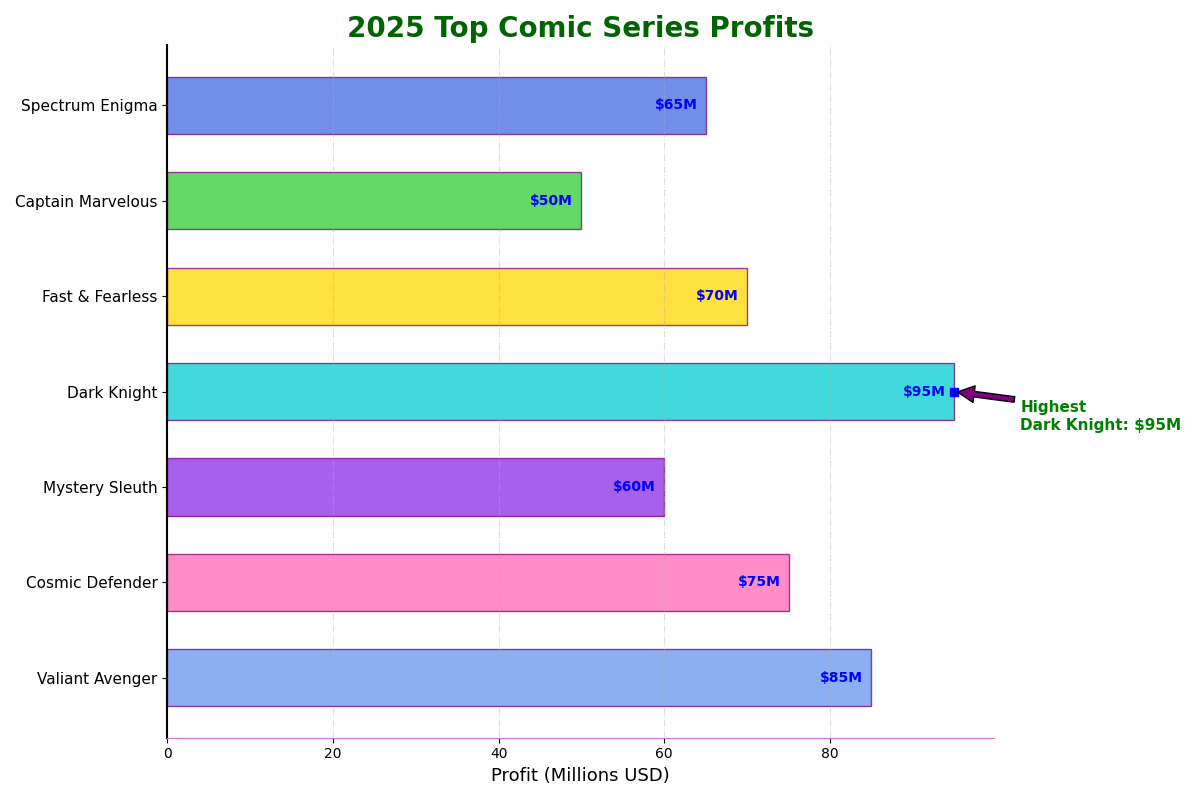 2025 Top Comic Series Profits
Spectrum Enigma
$65M
Captain Marvelous
$50M
Fast & Fearless
$70M
Dark Knight
$95M
Highest
Dark Knight: $95M
Mystery Sleuth
$60M
Cosmic Defender
$75M
Valiant Avenger
$85M
0 20 40 60 80
Profit (Millions USD)